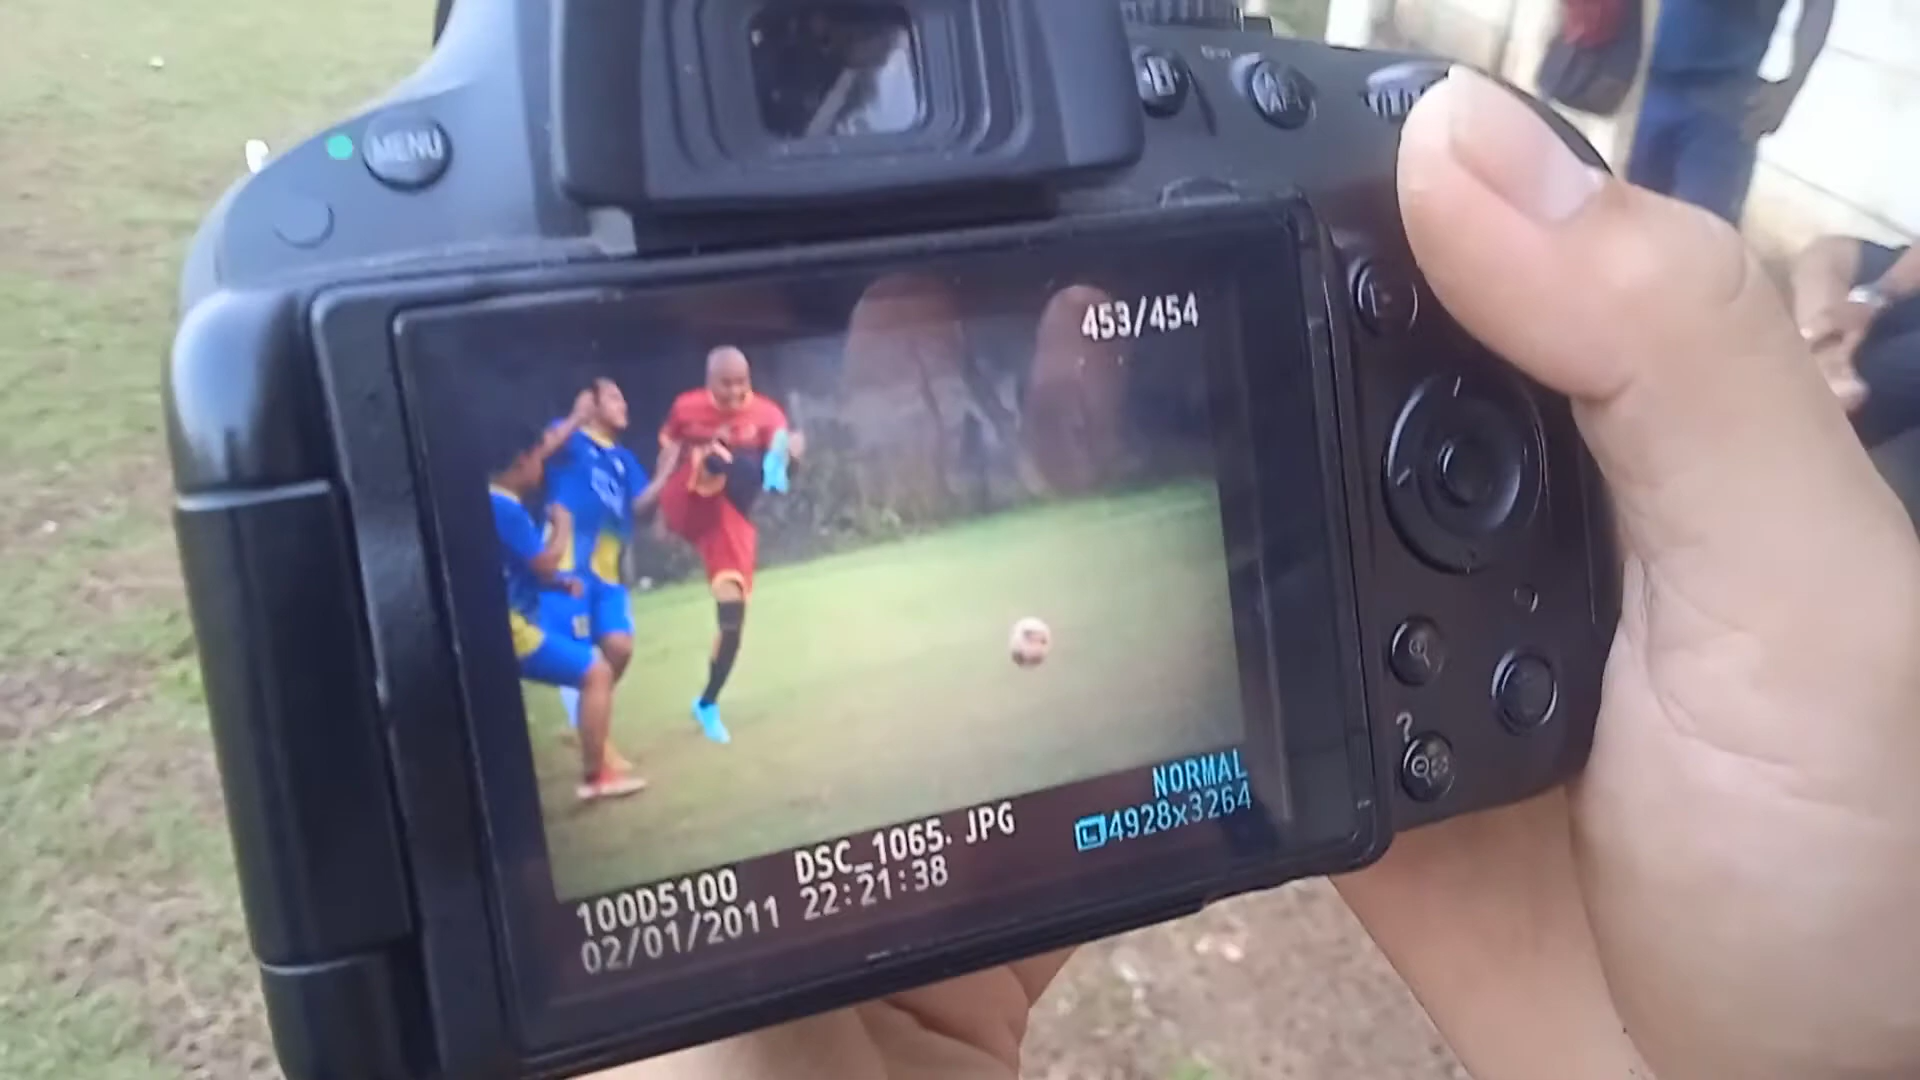 MENU
453/454
NORMAL
4928x3264
100D5100 DSC_1065.JPG
02/01/2011 22:21:38
?